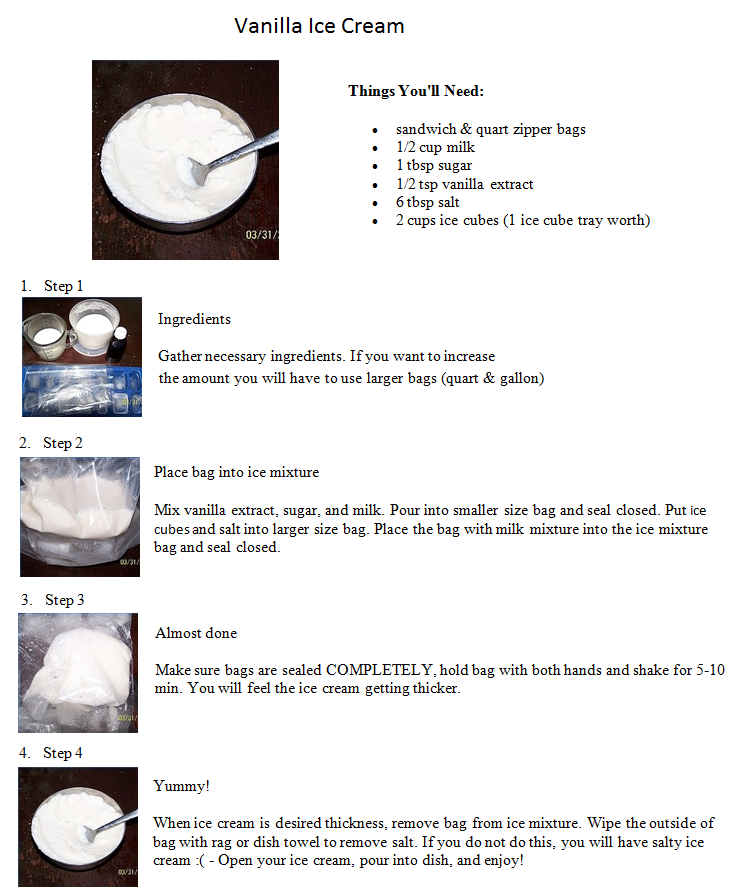 Vanilla Ice Cream
Things You'll Need:
• sandwich & quart zipper bags
• 1/2 cup milk
• 1 tbsp sugar
• 1/2 tsp vanilla extract
• 6 tbsp salt
• 2 cups ice cubes (1 ice cube tray worth)
03/31/
1. Step 1
Ingredients
Gather necessary ingredients. If you want to increase
the amount you will have to use larger bags (quart & gallon)
03/31
2. Step 2
Place bag into ice mixture
Mix vanilla extract, sugar, and milk. Pour into smaller size bag and seal closed. Put ice
cubes and salt into larger size bag. Place the bag with milk mixture into the ice mixture
bag and seal closed.
03/31/
3. Step 3
Almost done
Make sure bags are sealed COMPLETELY, hold bag with both hands and shake for 5-10
min. You will feel the ice cream getting thicker.
03/31/
4. Step 4
Yummy!
When ice cream is desired thickness, remove bag from ice mixture. Wipe the outside of
bag with rag or dish towel to remove salt. If you do not do this, you will have salty ice
cream :( - Open your ice cream, pour into dish, and enjoy!
03/31/